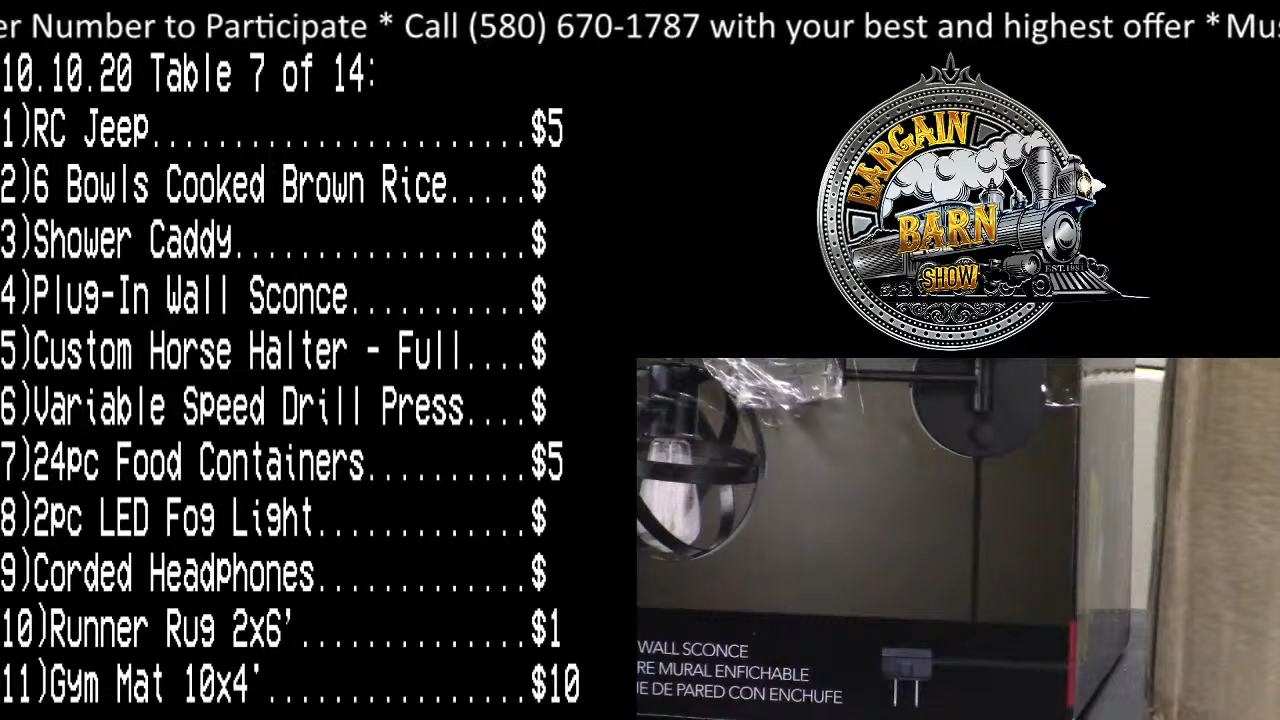 er Number to Participate * Call (580) 670-1787 with your best and highest offer * Mus
10.10.20 Table 7 of 14:
1)RC Jeep.......................$5
2)6 Bowls Cooked Brown Rice.....$
3)Shower Caddy..................$
4)Plug-In Wall Sconce...........$
5)Custom Horse Halter - Full....$
6)Variable Speed Drill Press....$
7)24pc Food Containers..........$5
8)2pc LED Fog Light.............$
9)Corded Headphones.............$
10)Runner Rug 2x6'..............$1
11)Gym Mat 10x4'................$10
BARGAIN
BARN
SHOW
WALL SCONCE
RE MURAL ENFICHABLE
E DE PARED CON ENCHUFE